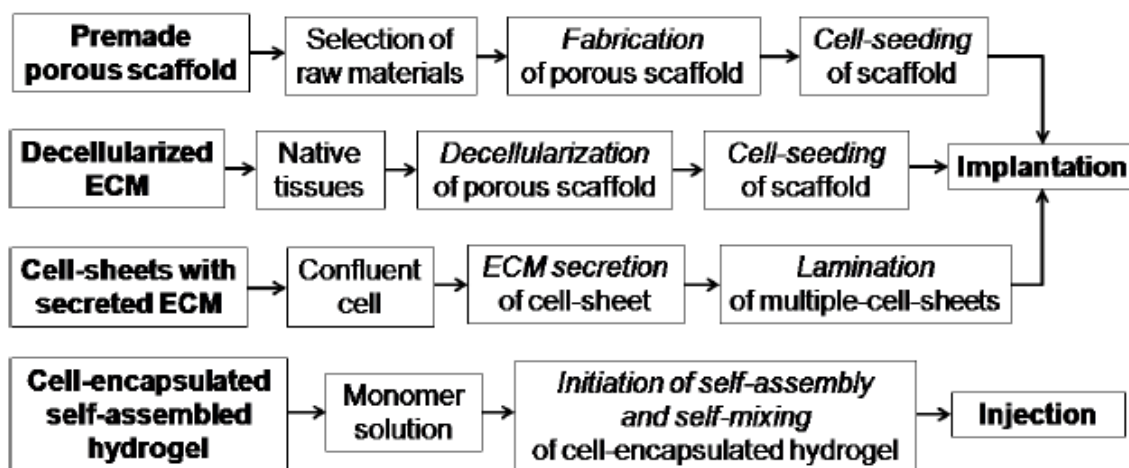 Premade
porous scaffold
Selection of
raw materials
Fabrication
of porous scaffold
Cell-seeding
of scaffold
Decellularized
ECM
Native
tissues
Decellularization
of porous scaffold
Cell-seeding
of scaffold
Implantation
Cell-sheets with
secreted ECM
Confluent
cell
ECM secretion
of cell-sheet
Lamination
of multiple-cell-sheets
Cell-encapsulated
self-assembled
hydrogel
Monomer
solution
Initiation of self-assembly
and self-mixing
of cell-encapsulated hydrogel
Injection